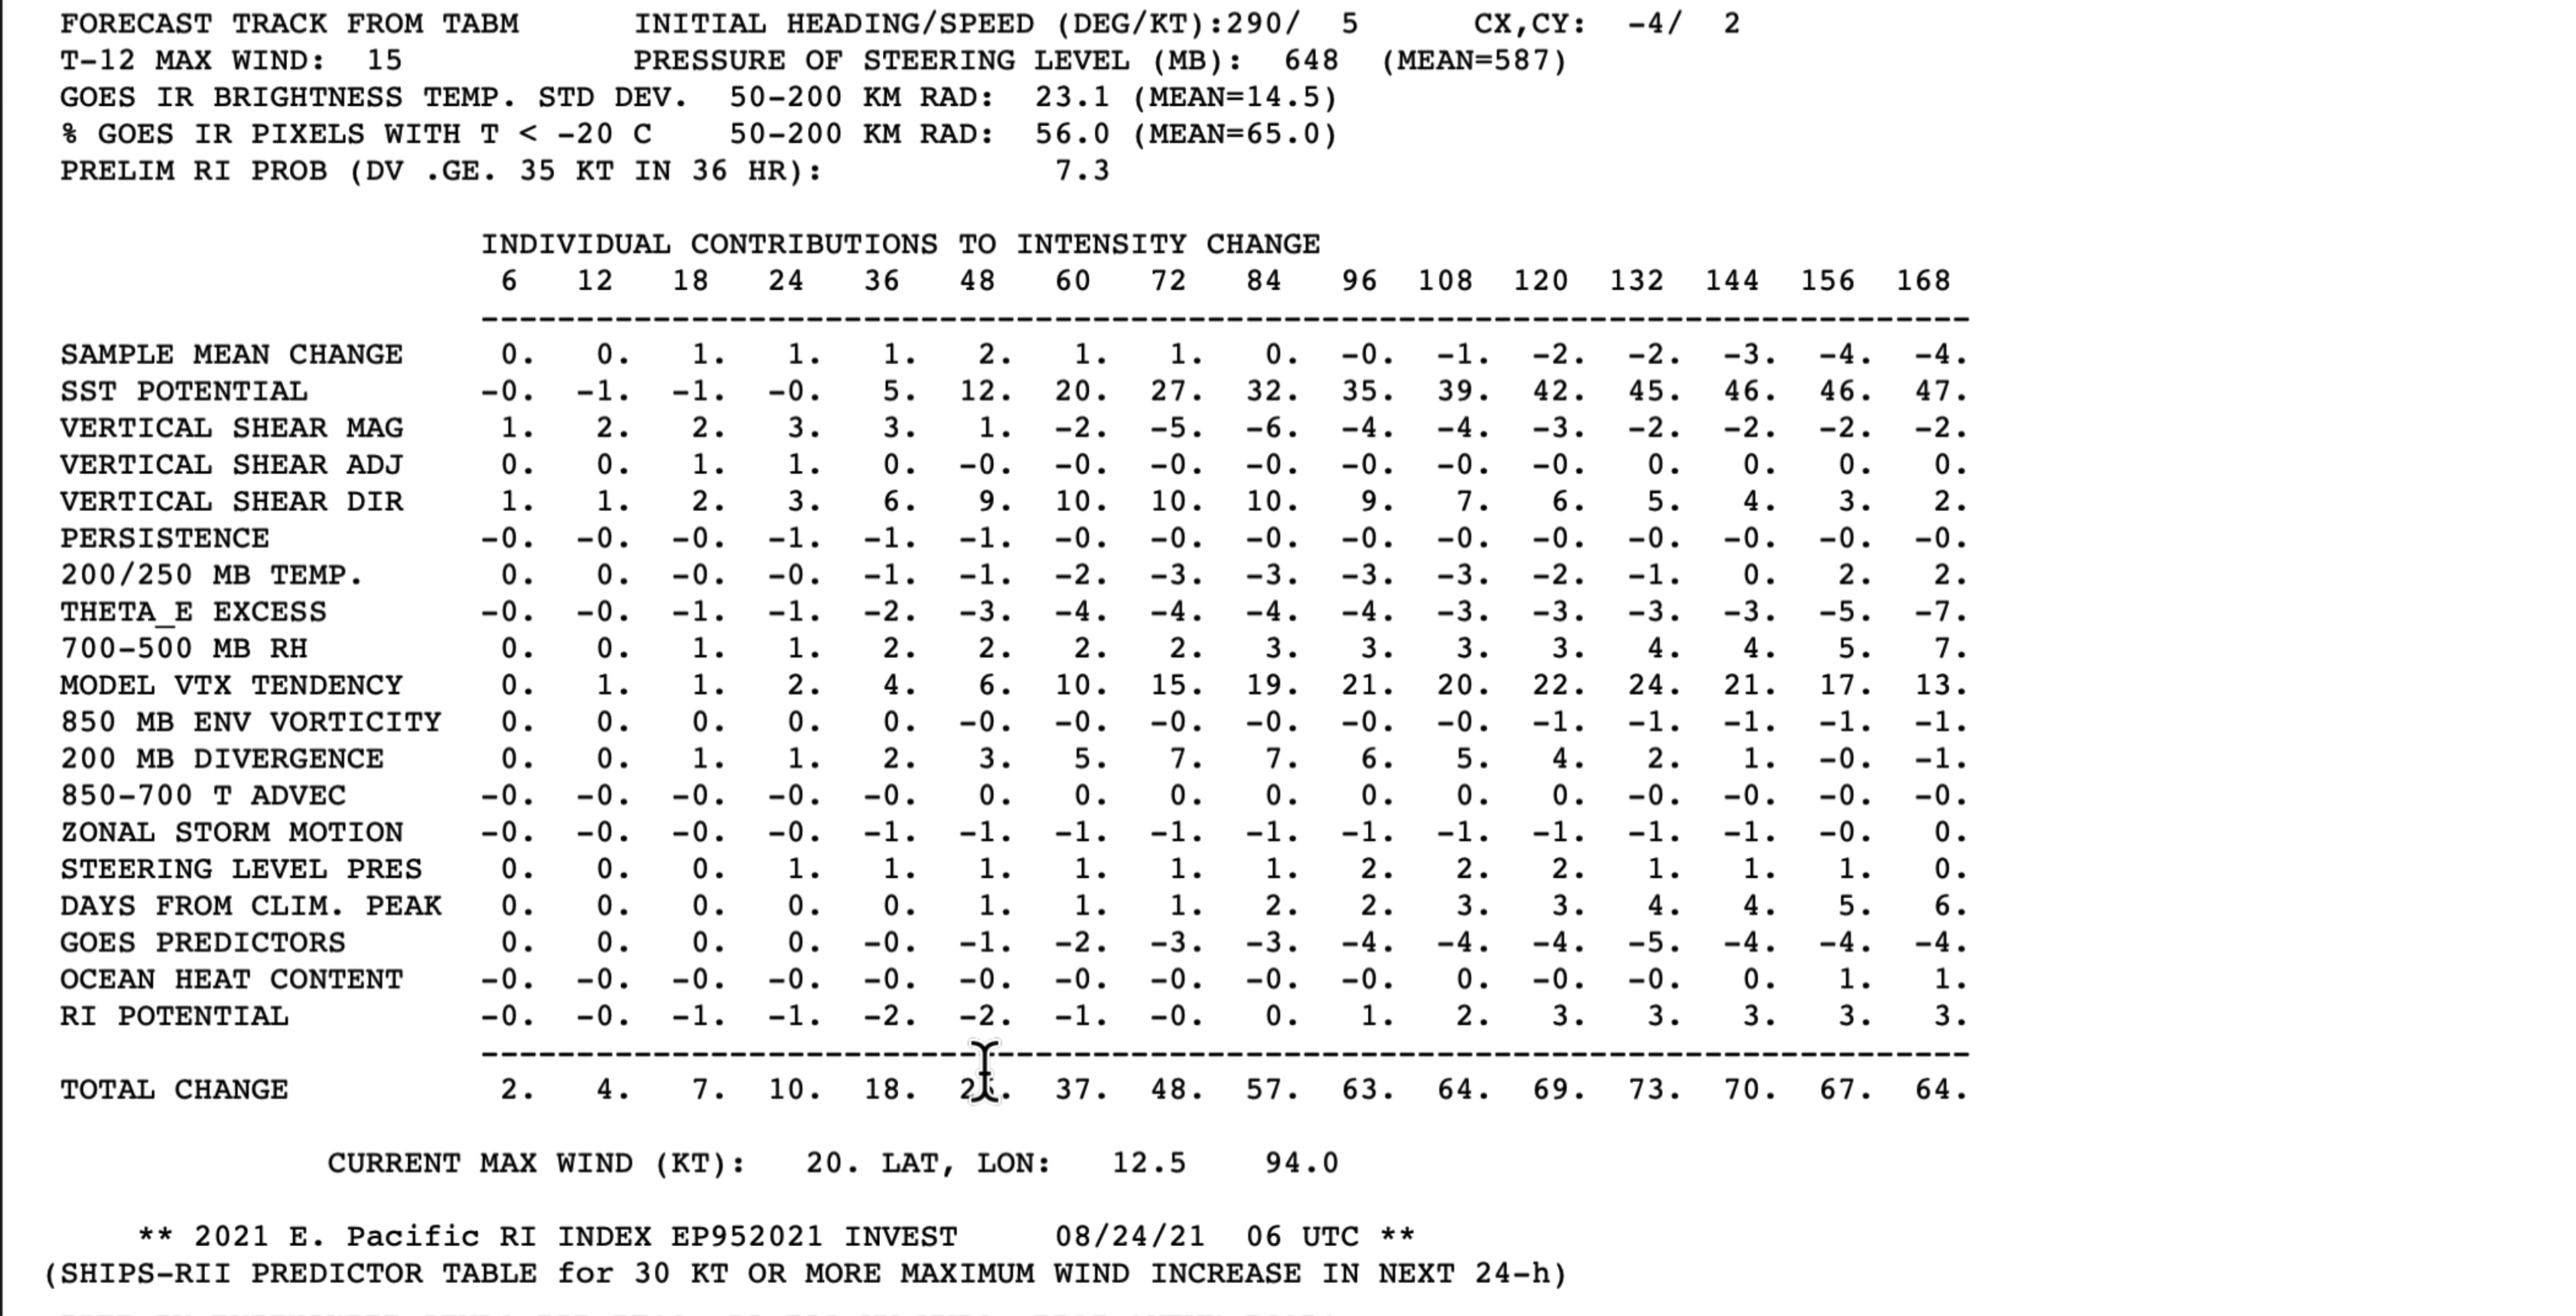 FORECAST TRACK FROM TABM      INITIAL HEADING/SPEED (DEG/KT):290/  5      CX,CY:  -4/  2
T-12 MAX WIND:  15            PRESSURE OF STEERING LEVEL (MB):  648  (MEAN=587)
GOES IR BRIGHTNESS TEMP. STD DEV.  50-200 KM RAD:  23.1 (MEAN=14.5)
% GOES IR PIXELS WITH T < -20 C    50-200 KM RAD:  56.0 (MEAN=65.0)
PRELIM RI PROB (DV .GE. 35 KT IN 36 HR):            7.3
INDIVIDUAL CONTRIBUTIONS TO INTENSITY CHANGE
6   12   18   24   36   48   60   72   84   96  108  120  132  144  156  168
----------------------------------------------------------------------------------
SAMPLE MEAN CHANGE     0.   0.   1.   1.   1.   2.   1.   1.   0.  -0.  -1.  -2.  -2.  -3.  -4.  -4.
SST POTENTIAL         -0.  -1.  -1.  -0.   5.  12.  20.  27.  32.  35.  39.  42.  45.  46.  46.  47.
VERTICAL SHEAR MAG     1.   2.   2.   3.   3.   1.  -2.  -5.  -6.  -4.  -4.  -3.  -2.  -2.  -2.  -2.
VERTICAL SHEAR ADJ     0.   0.   1.   1.   0.  -0.  -0.  -0.  -0.  -0.  -0.  -0.   0.   0.   0.   0.
VERTICAL SHEAR DIR     1.   1.   2.   3.   6.   9.  10.  10.  10.   9.   7.   6.   5.   4.   3.   2.
PERSISTENCE           -0.  -0.  -0.  -1.  -1.  -1.  -0.  -0.  -0.  -0.  -0.  -0.  -0.  -0.  -0.  -0.
200/250 MB TEMP.       0.   0.  -0.  -0.  -1.  -1.  -2.  -3.  -3.  -3.  -3.  -2.  -1.   0.   2.   2.
THETA_E EXCESS        -0.  -0.  -1.  -1.  -2.  -3.  -4.  -4.  -4.  -4.  -3.  -3.  -3.  -3.  -5.  -7.
700-500 MB RH          0.   0.   1.   1.   2.   2.   2.   2.   3.   3.   3.   3.   4.   4.   5.   7.
MODEL VTX TENDENCY     0.   1.   1.   2.   4.   6.  10.  15.  19.  21.  20.  22.  24.  21.  17.  13.
850 MB ENV VORTICITY   0.   0.   0.   0.   0.  -0.  -0.  -0.  -0.  -0.  -0.  -1.  -1.  -1.  -1.  -1.
200 MB DIVERGENCE      0.   0.   1.   1.   2.   3.   5.   7.   7.   6.   5.   4.   2.   1.  -0.  -1.
850-700 T ADVEC       -0.  -0.  -0.  -0.  -0.   0.   0.   0.   0.   0.   0.   0.  -0.  -0.  -0.  -0.
ZONAL STORM MOTION    -0.  -0.  -0.  -0.  -1.  -1.  -1.  -1.  -1.  -1.  -1.  -1.  -1.  -1.  -0.   0.
STEERING LEVEL PRES    0.   0.   0.   1.   1.   1.   1.   1.   1.   2.   2.   2.   1.   1.   1.   0.
DAYS FROM CLIM. PEAK   0.   0.   0.   0.   0.   1.   1.   1.   2.   2.   3.   3.   4.   4.   5.   6.
GOES PREDICTORS        0.   0.   0.   0.  -0.  -1.  -2.  -3.  -3.  -4.  -4.  -4.  -5.  -4.  -4.  -4.
OCEAN HEAT CONTENT    -0.  -0.  -0.  -0.  -0.  -0.  -0.  -0.  -0.  -0.   0.  -0.  -0.   0.   1.   1.
RI POTENTIAL          -0.  -0.  -1.  -1.  -2.  -2.  -1.  -0.   0.   1.   2.   3.   3.   3.   3.   3.
----------------------------------------------------------------------------------
TOTAL CHANGE           2.   4.   7.  10.  18.  37.  48.  57.  63.  64.  69.  73.  70.  67.  64.
CURRENT MAX WIND (KT):   20. LAT, LON:   12.5    94.0
** 2021 E. Pacific RI INDEX EP952021 INVEST     08/24/21  06 UTC **
(SHIPS-RII PREDICTOR TABLE for 30 KT OR MORE MAXIMUM WIND INCREASE IN NEXT 24-h)